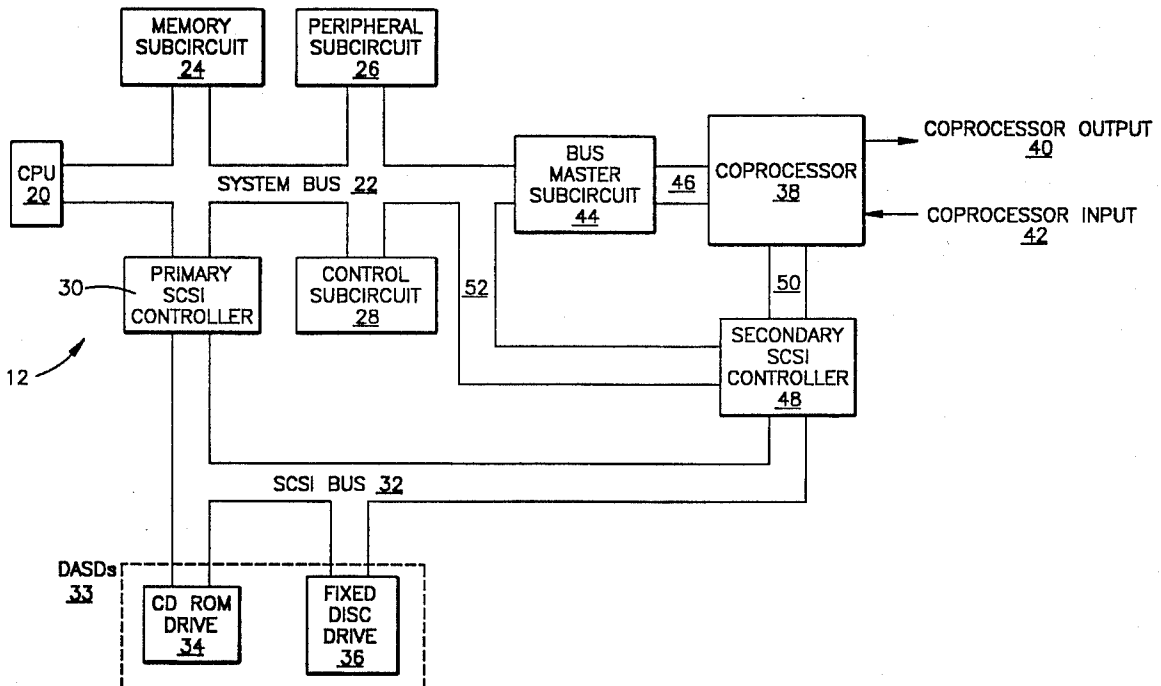 MEMORY
SUBCIRCUIT
24
PERIPHERAL
SUBCIRCUIT
26
CPU
20
SYSTEM BUS 22
BUS
MASTER
SUBCIRCUIT
44
46
COPROCESSOR
38
COPROCESSOR OUTPUT
40
COPROCESSOR INPUT
42
30
PRIMARY
SCSI
CONTROLLER
CONTROL
SUBCIRCUIT
28
52
50
12
SECONDARY
SCSI
CONTROLLER
48
SCSI BUS 32
DASDs
33
CD ROM
DRIVE
34
FIXED
DISC
DRIVE
36